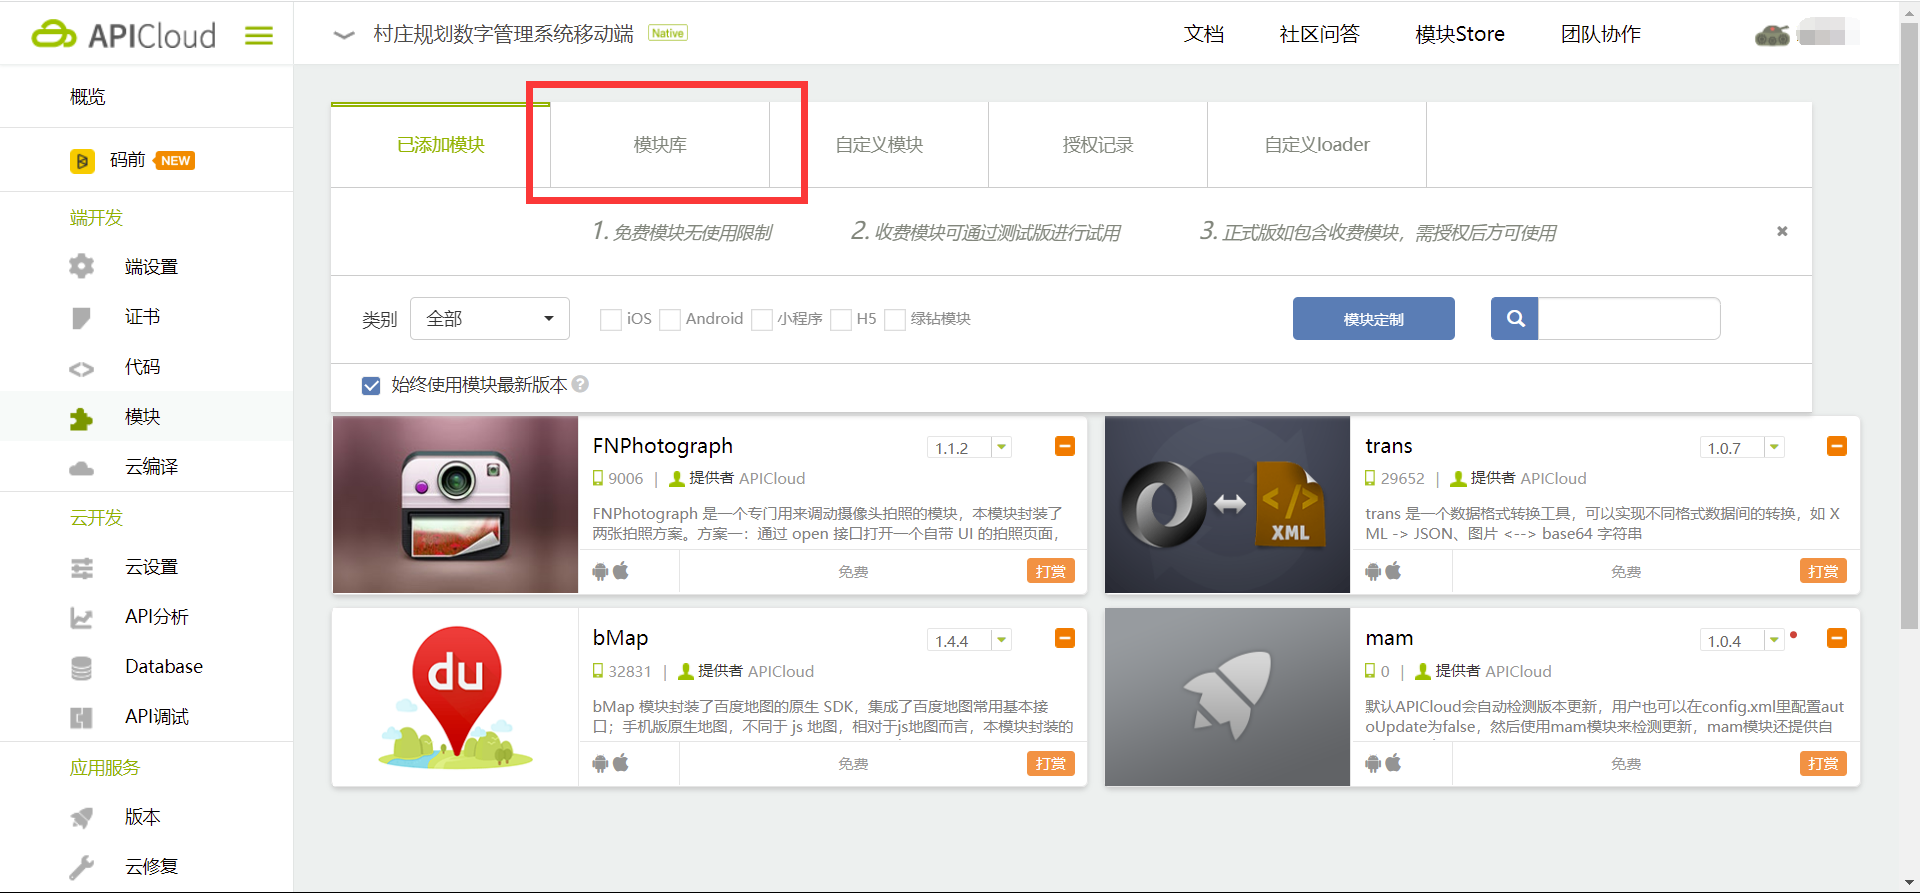 APICloud
村庄规划数字管理系统移动端 Native
文档 社区问答 模块Store 团队协作
概览
码前 NEW
端开发
端设置
证书
代码
模块
云编译
云开发
云设置
API分析
Database
API调试
应用服务
版本
云修复
已添加模块 模块库 自定义模块 授权记录 自定义loader
1. 免费模块无使用限制 2. 收费模块可通过测试版进行试用 3. 正式版如包含收费模块，需授权后方可使用
类别 全部 iOS Android 小程序 H5 绿钻模块 模块定制
始终使用模块最新版本
FNPhotograph 1.1.2
9006 | 提供者 APICloud
FNPhotograph 是一个专门用来调动摄像头拍照的模块，本模块封装了
两张拍照方案。方案一：通过 open 接口打开一个自带 UI 的拍照页面，
免费 打赏
XML
trans 1.0.7
29652 | 提供者 APICloud
trans 是一个数据格式转换工具，可以实现不同格式数据间的转换，如 X
ML -> JSON、图片 <--> base64 字符串
免费 打赏
du
bMap 1.4.4
32831 | 提供者 APICloud
bMap 模块封装了百度地图的原生 SDK，集成了百度地图常用基本接
口；手机版原生地图，不同于 js 地图，相对于js地图而言，本模块封装的
免费 打赏
mam 1.0.4
0 | 提供者 APICloud
默认APICloud会自动检测版本更新，用户也可以在config.xml里配置aut
oUpdate为false，然后使用mam模块来检测更新，mam模块还提供自
免费 打赏